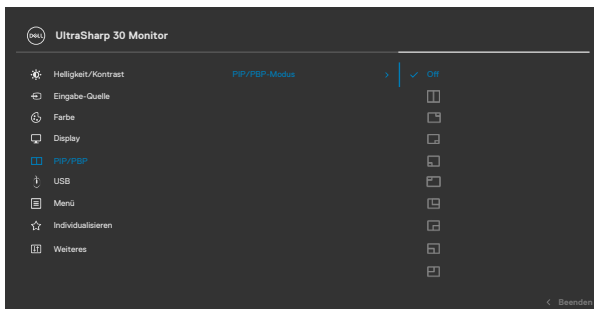 DELL UltraSharp 30 Monitor
Helligkeit/Kontrast PIP/PBP-Modus > Off
Eingabe-Quelle
Farbe
Display
PIP/PBP
USB
Menü
Individualisieren
Weiteres
< Beenden